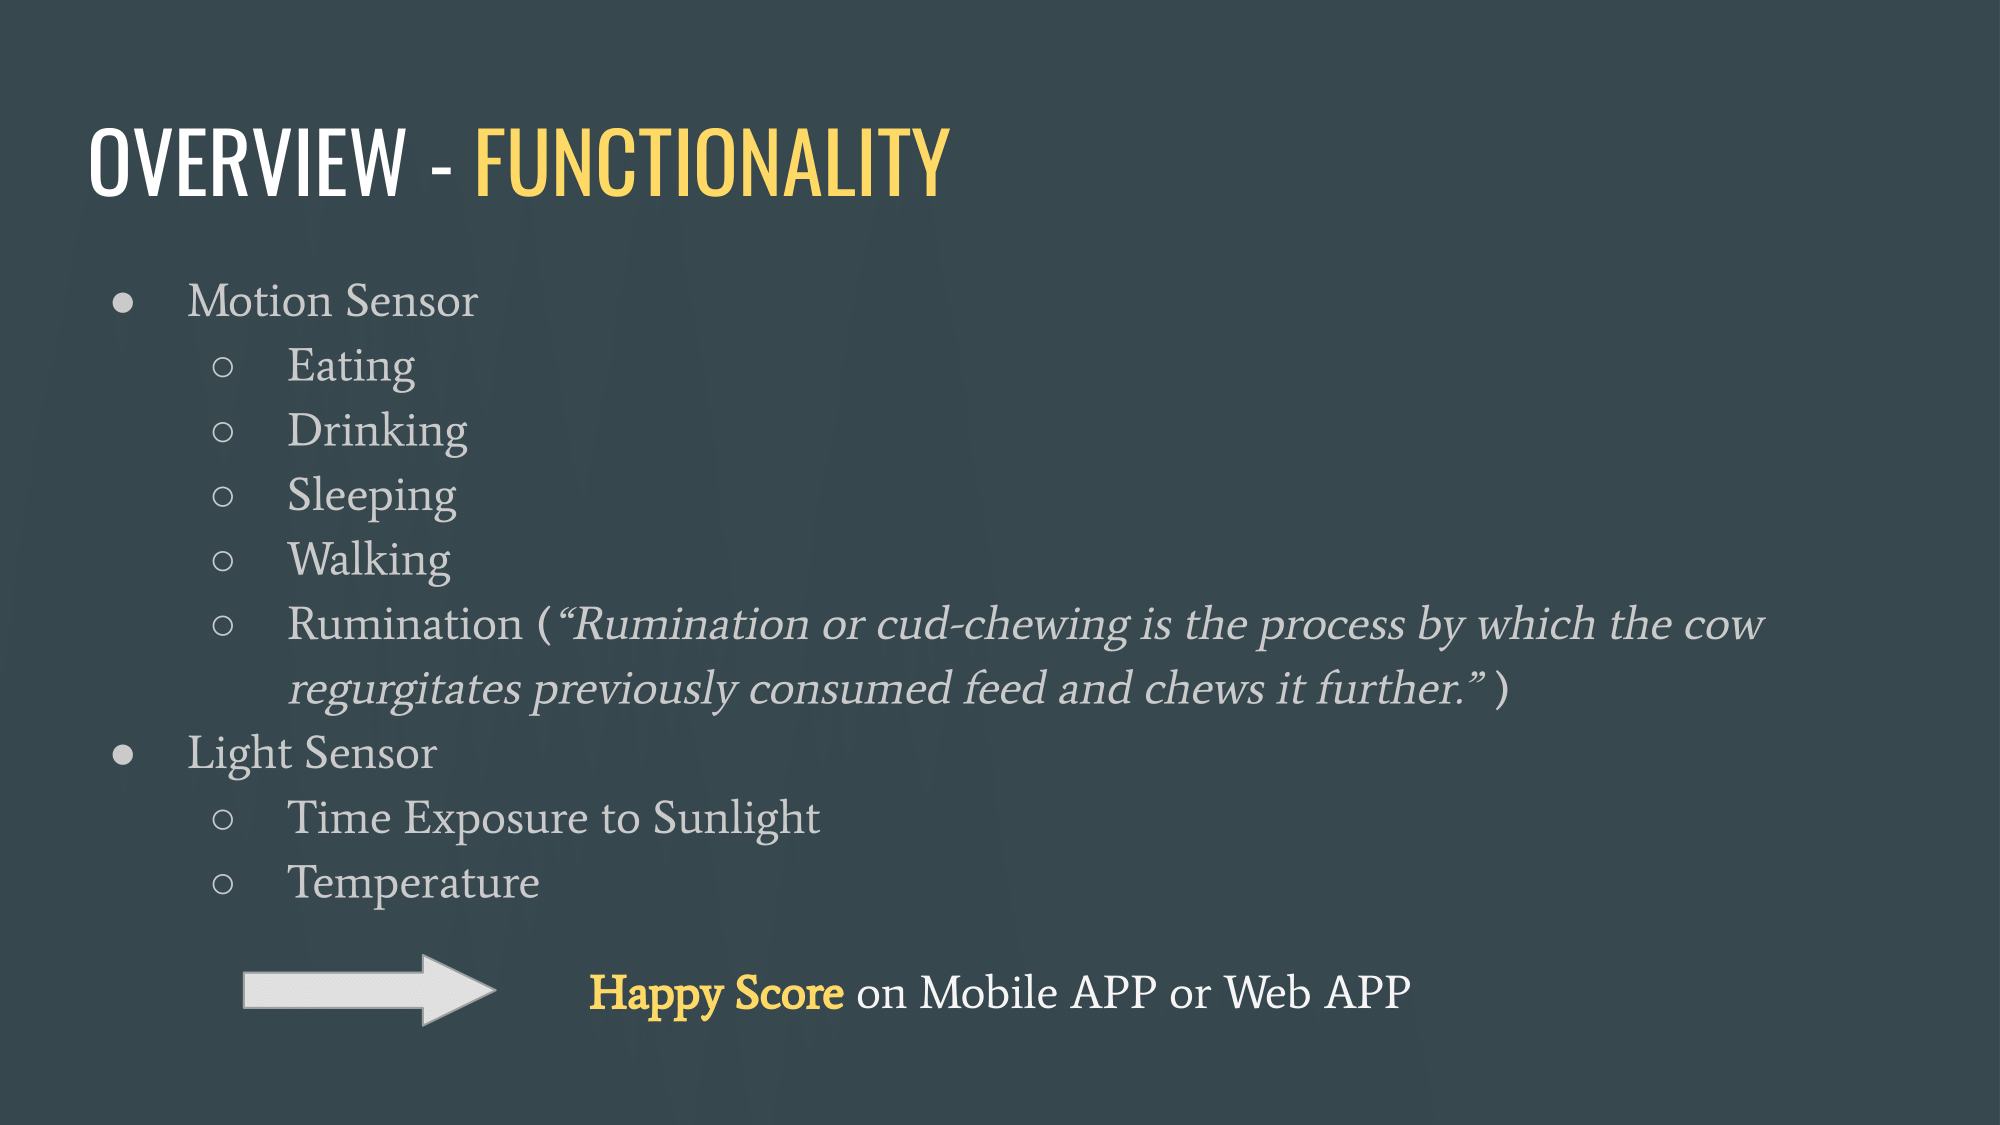 OVERVIEW - FUNCTIONALITY
● Motion Sensor
○ Eating
○ Drinking
○ Sleeping
○ Walking
○ Rumination (“Rumination or cud-chewing is the process by which the cow
regurgitates previously consumed feed and chews it further.” )
● Light Sensor
○ Time Exposure to Sunlight
○ Temperature
Happy Score on Mobile APP or Web APP